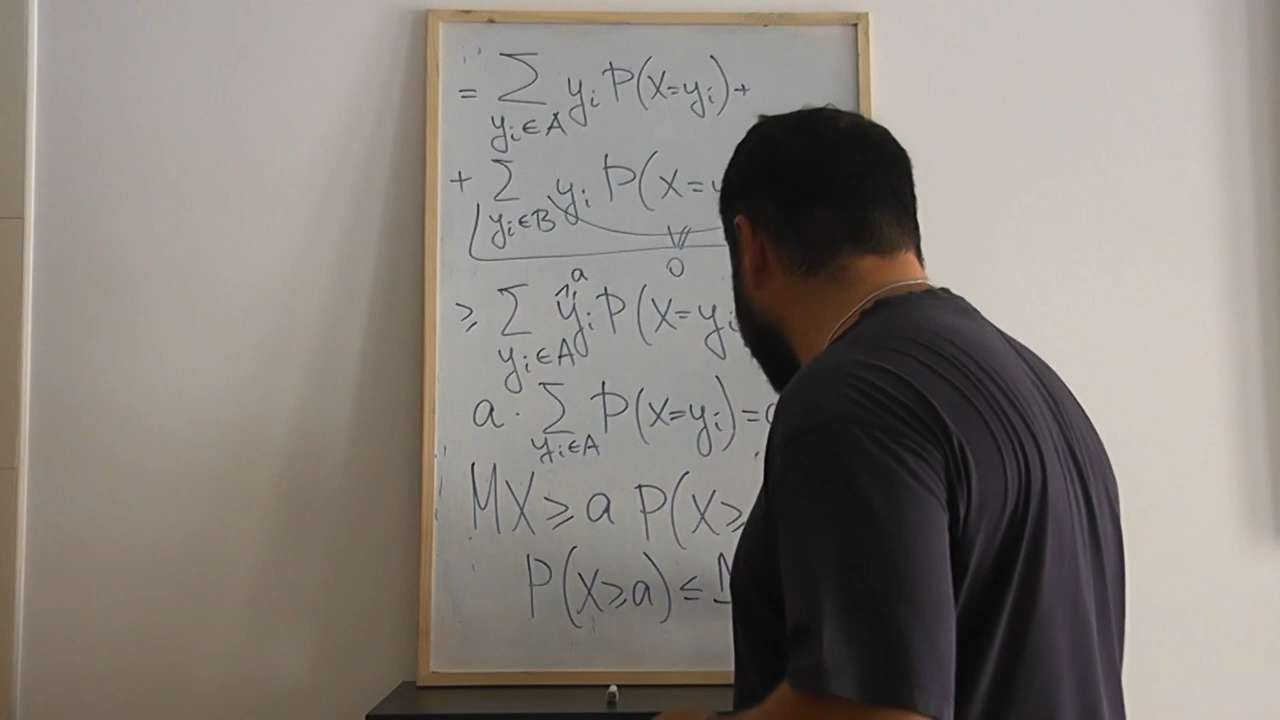 = Σ yᵢ P(X=yᵢ)+
yᵢ∈A
+ Σ yᵢ P(X=
yᵢ∈B
0
a
≥ Σ yᵢ P(X=yᵢ
yᵢ∈A
a · Σ P(X=yᵢ)=
yᵢ∈A
MX ≥ a P(X≥
P(X≥a) ≤